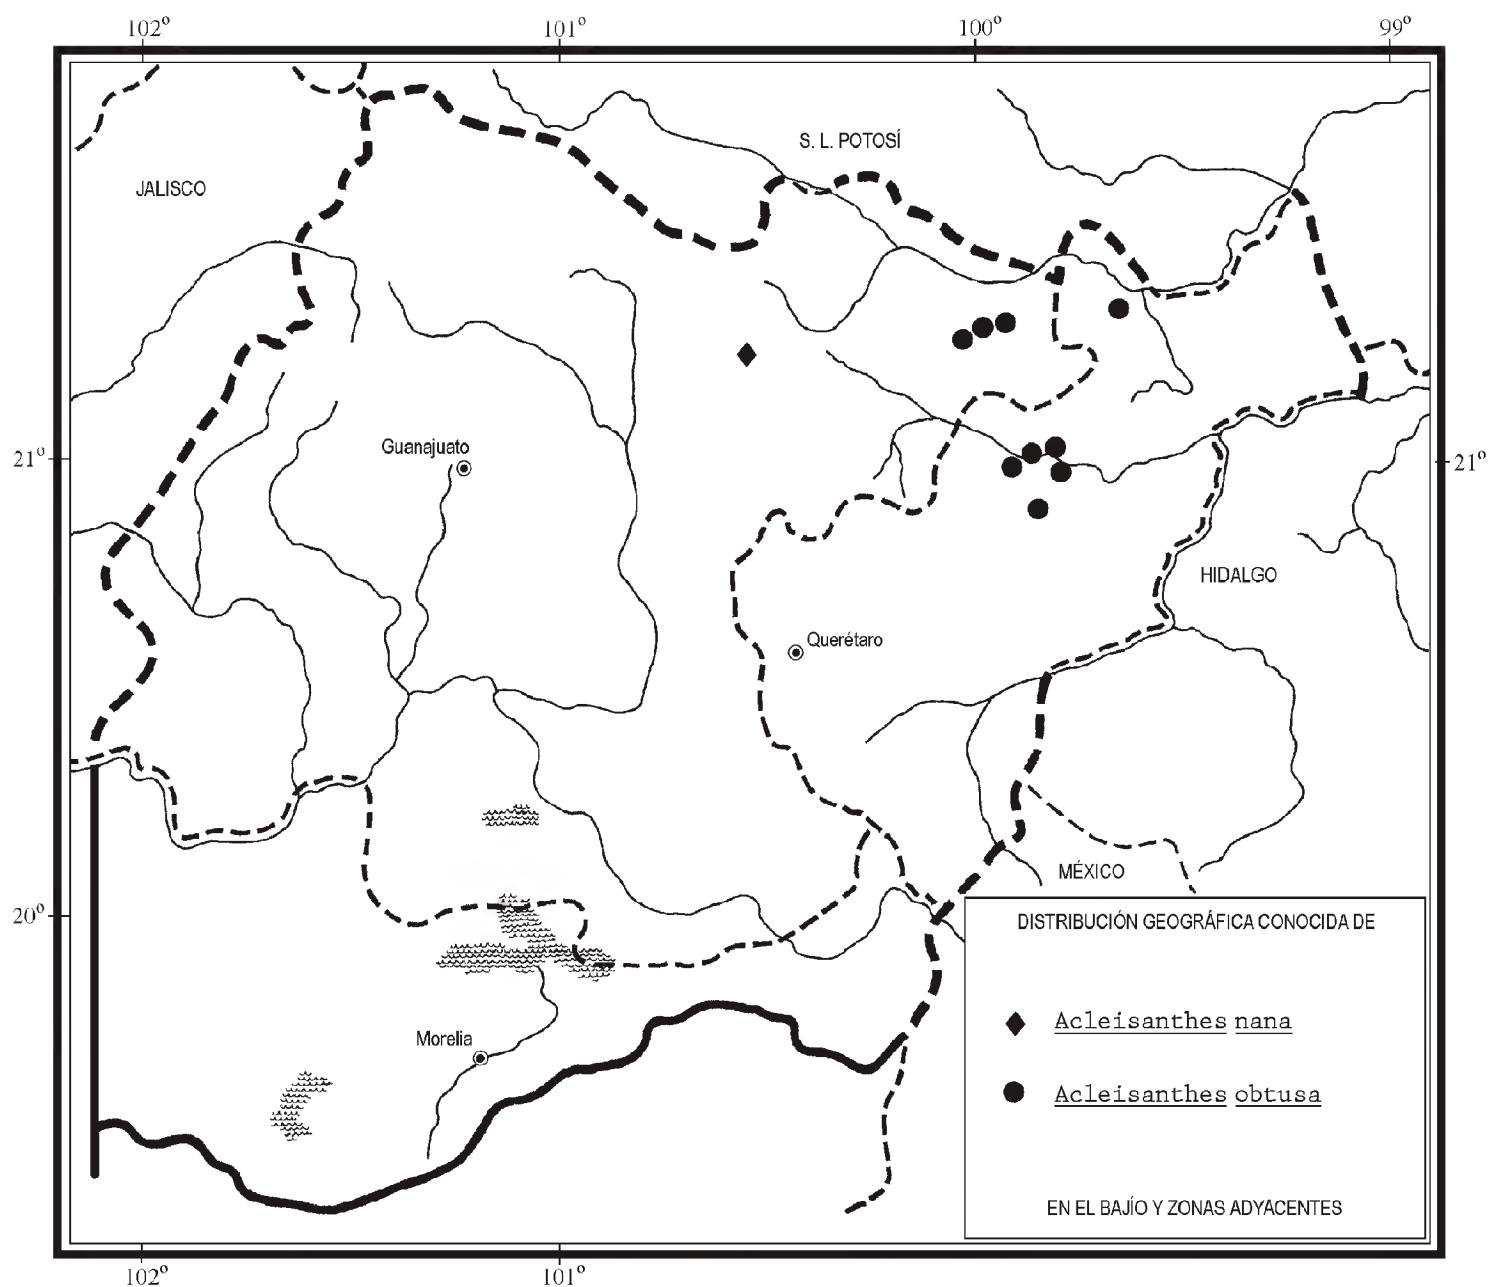 102º 101º 100º 99º
S. L. POTOSÍ
JALISCO
Guanajuato
21º 21º
HIDALGO
Querétaro
MÉXICO
20º
DISTRIBUCIÓN GEOGRÁFICA CONOCIDA DE
Acleisanthes nana
Morelia
Acleisanthes obtusa
EN EL BAJÍO Y ZONAS ADYACENTES
102º 101º